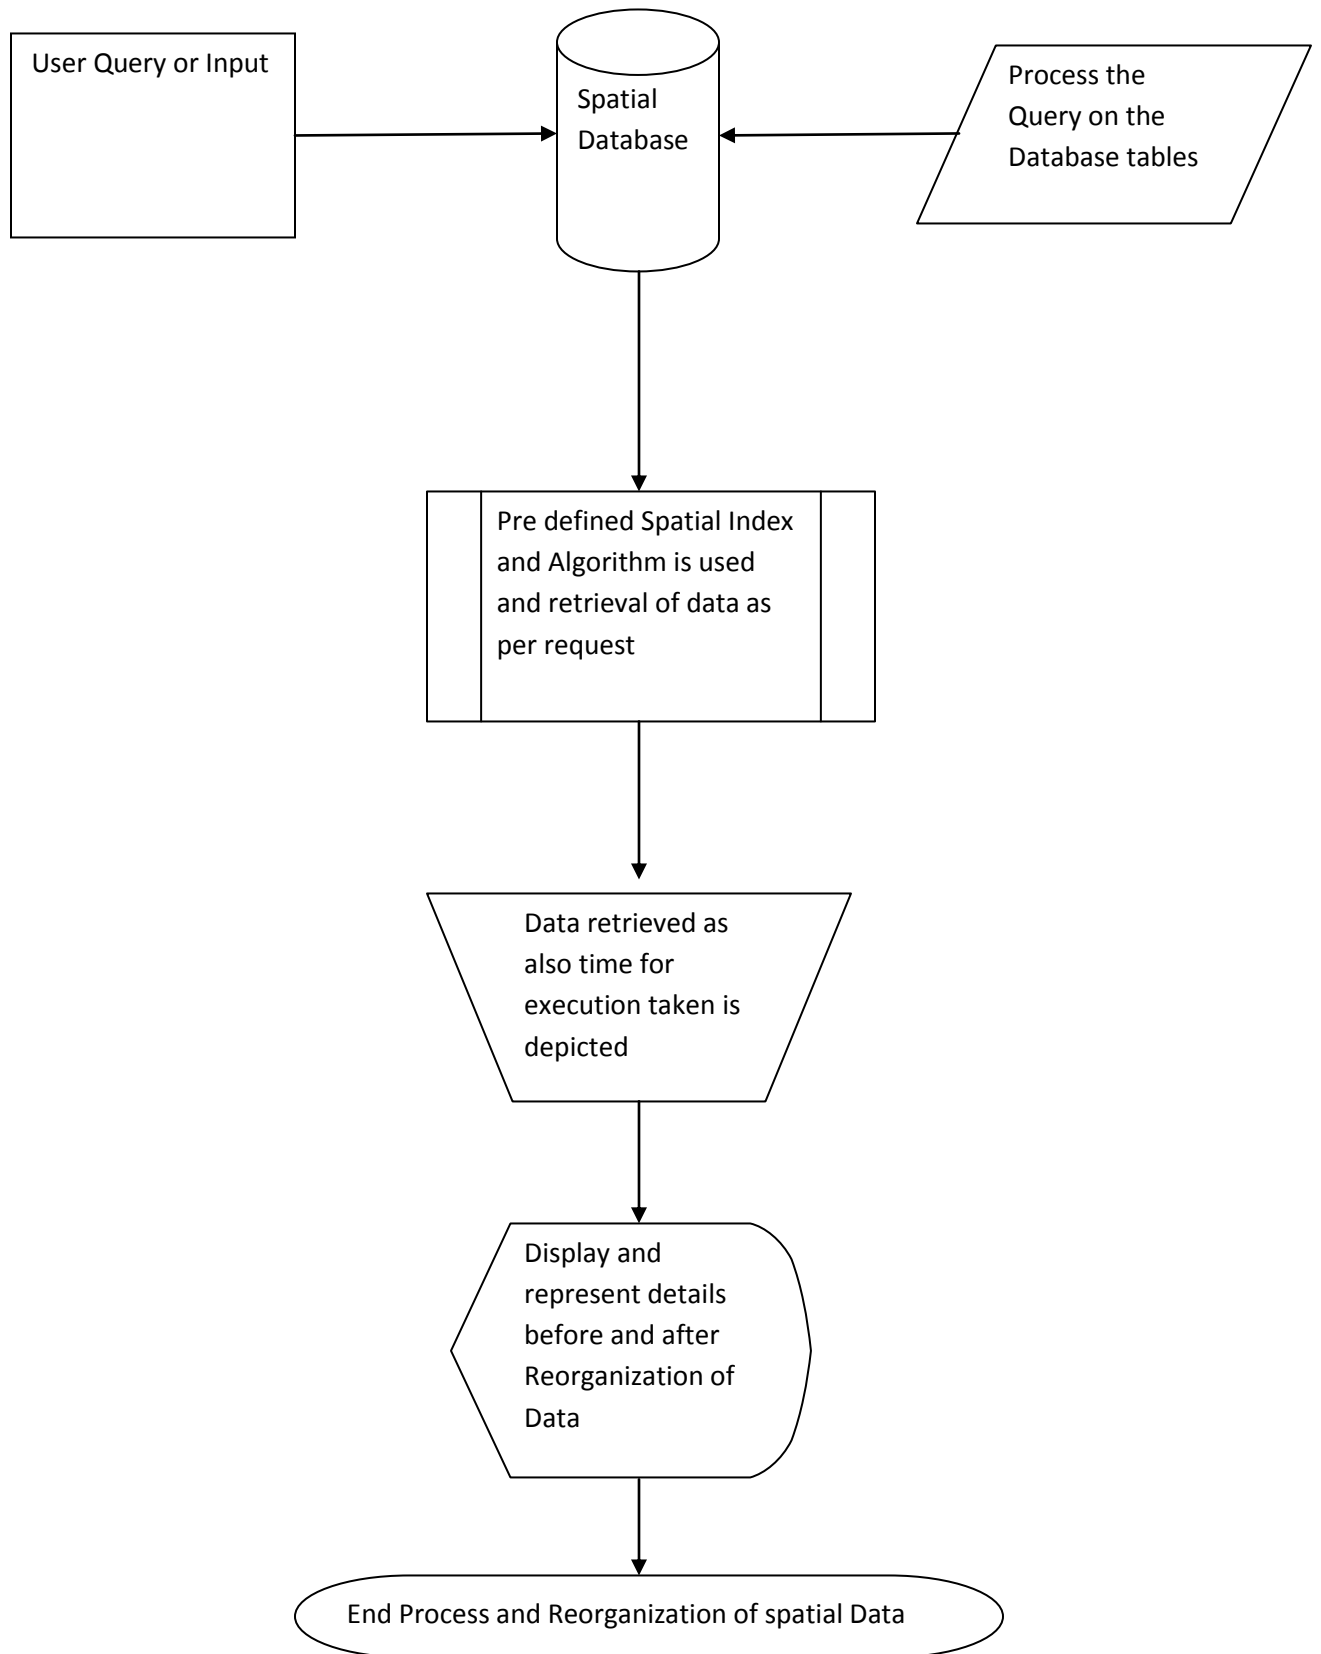 User Query or Input
Spatial
Database
Process the
Query on the
Database tables
Pre defined Spatial Index
and Algorithm is used
and retrieval of data as
per request
Data retrieved as
also time for
execution taken is
depicted
Display and
represent details
before and after
Reorganization of
Data
End Process and Reorganization of spatial Data